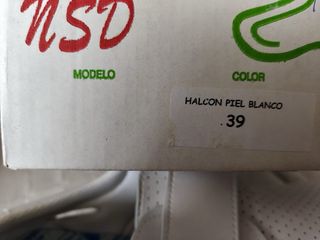 NSD
MODELO
COLOR
HALCON PIEL BLANCO
. 39